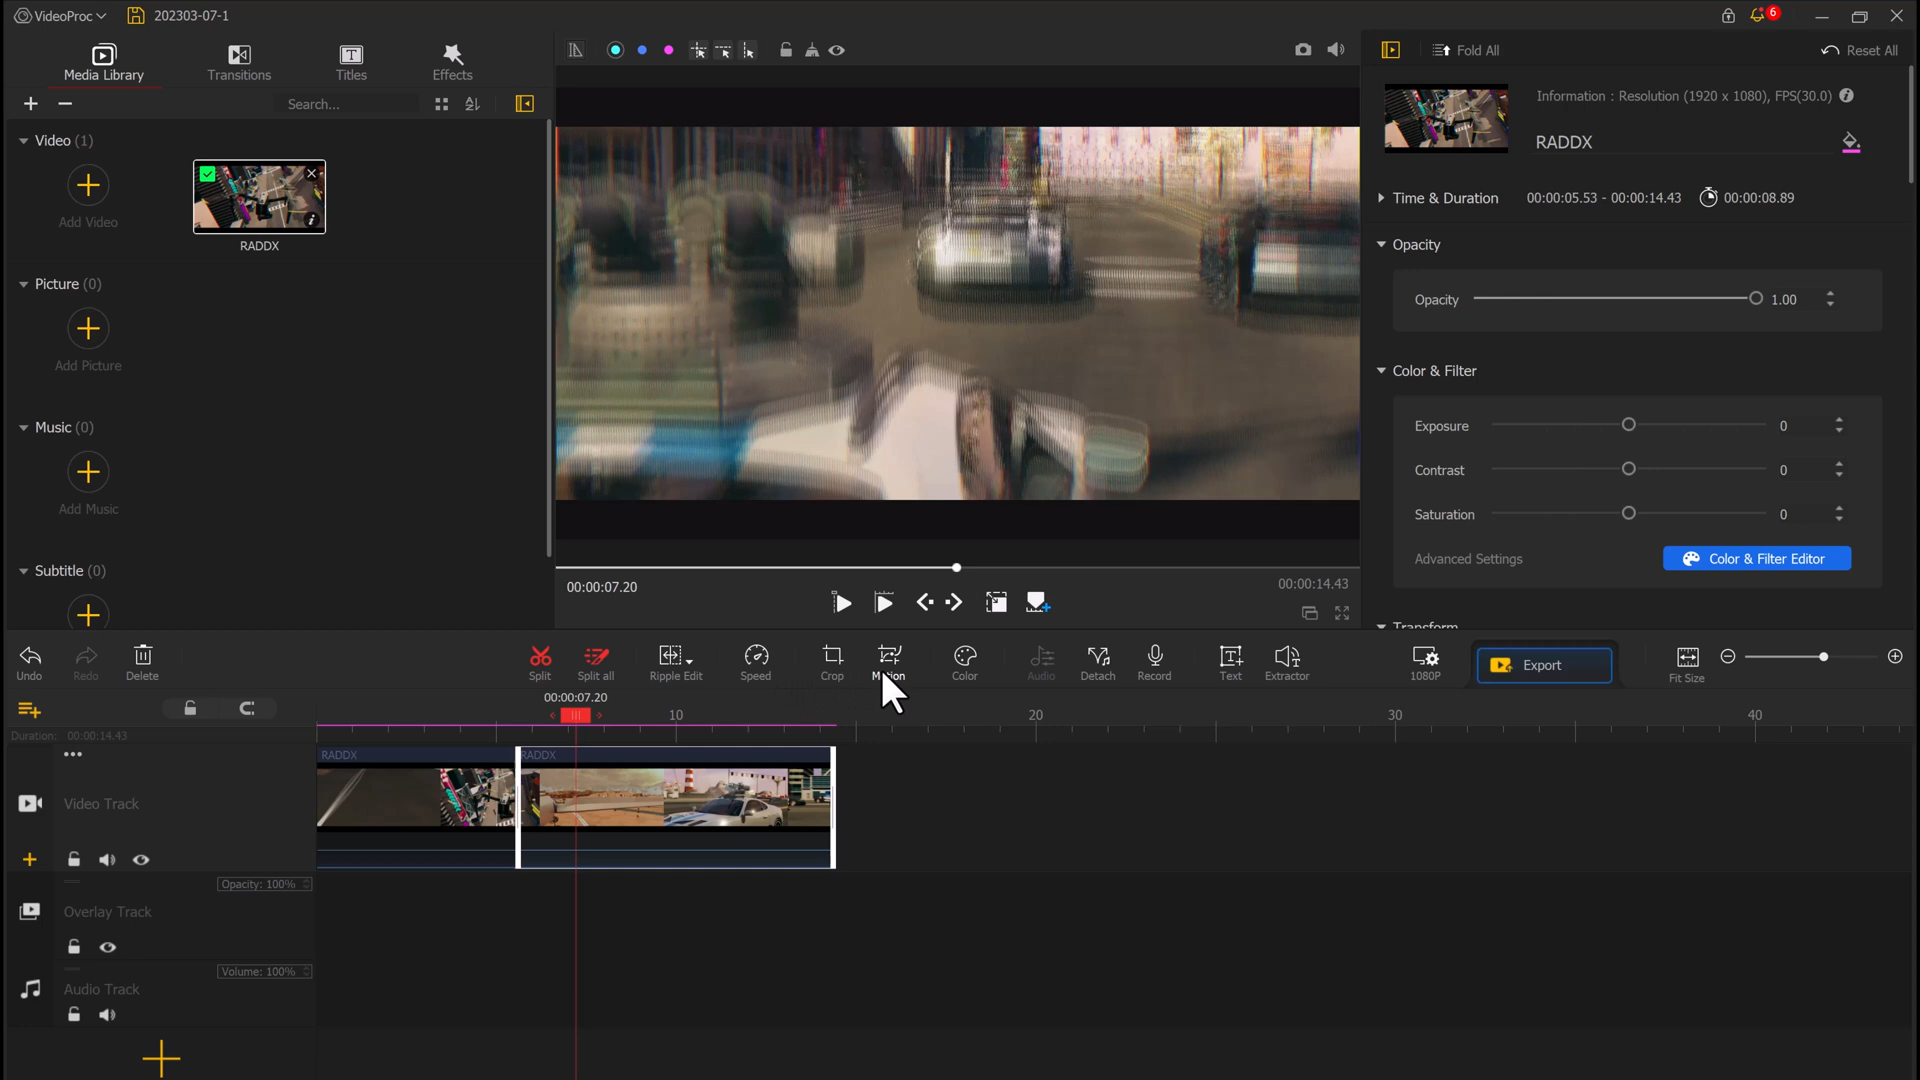 VideoProc
202303-07-1
6
Media Library
Transitions
Titles
Effects
Fold All
Reset All
Search...
Information : Resolution (1920 x 1080), FPS(30.0)
RADDX
Video (1)
Add Video
RADDX
Time & Duration
00:00:05.53 - 00:00:14.43
00:00:08.89
Opacity
Picture (0)
Opacity
1.00
Add Picture
Color & Filter
Music (0)
Exposure
0
Contrast
0
Add Music
Saturation
0
Subtitle (0)
Advanced Settings
Color & Filter Editor
00:00:07.20
00:00:14.43
Transform
Undo
Redo
Delete
Split
Split all
Ripple Edit
Speed
Crop
Motion
Color
Audio
Detach
Record
Text
Extractor
1080P
Export
Fit Size
00:00:07.20
10
20
30
40
Duration: 00:00:14.43
RADDX
RADDX
Video Track
Opacity: 100%
Overlay Track
Volume: 100%
Audio Track